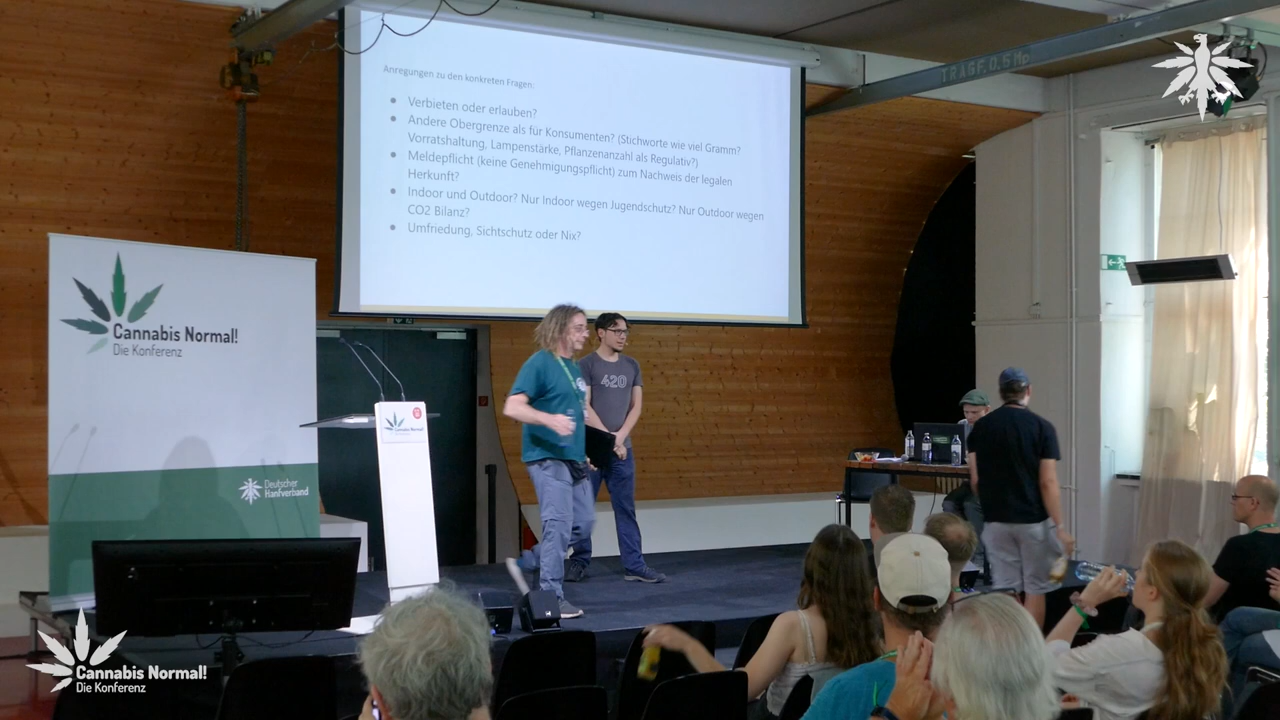 TRAGF. 0,5 Mp
Anregungen zu den konkreten Fragen:
• Verbieten oder erlauben?
• Andere Obergrenze als für Konsumenten? (Stichworte wie viel Gramm?
Vorratshaltung, Lampenstärke, Pflanzenanzahl als Regulativ?)
• Meldepflicht (keine Genehmigungspflicht) zum Nachweis der legalen
Herkunft?
• Indoor und Outdoor? Nur Indoor wegen Jugendschutz? Nur Outdoor wegen
CO2 Bilanz?
• Umfriedung, Sichtschutz oder Nix?
Cannabis Normal!
Die Konferenz
420
Cannabis Normal!
Deutscher
Hanfverband
Cannabis Normal!
Die Konferenz